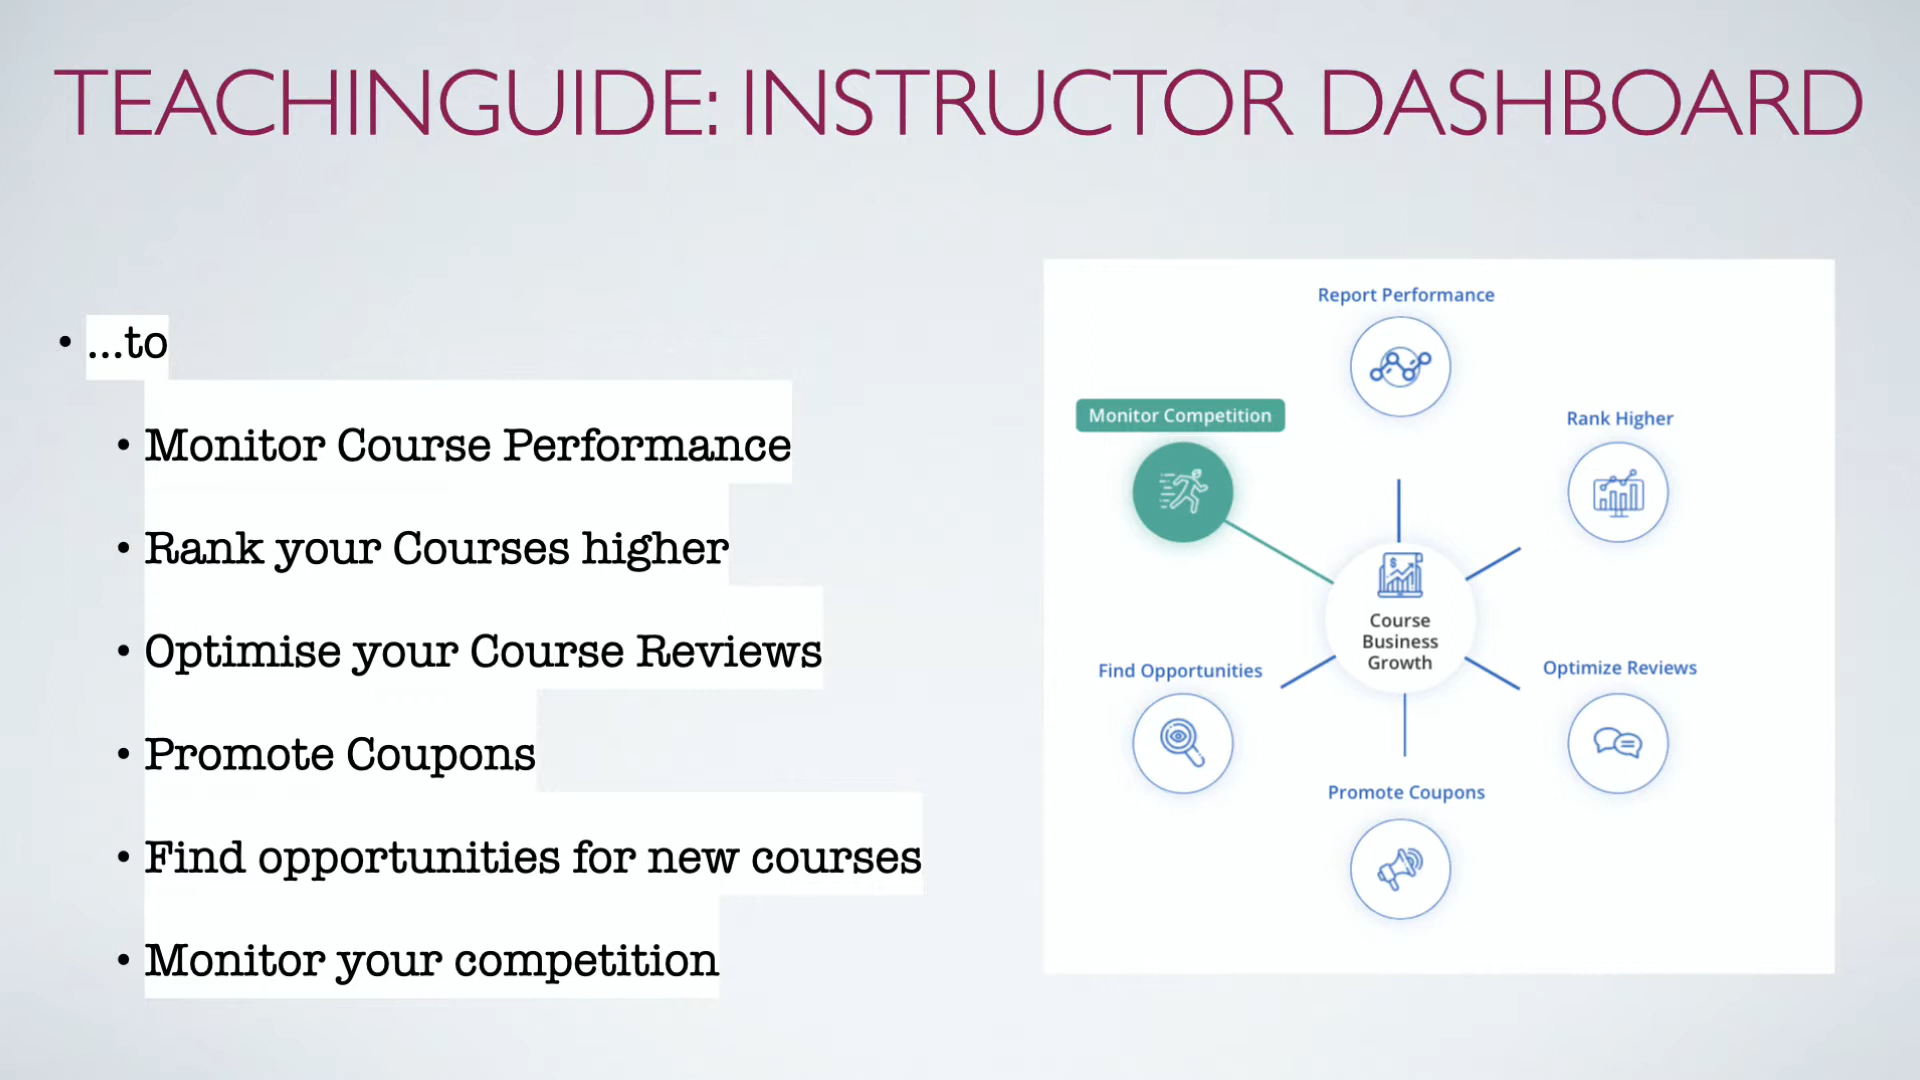 TEACHINGUIDE: INSTRUCTOR DASHBOARD
• ...to
• Monitor Course Performance
• Rank your Courses higher
• Optimise your Course Reviews
• Promote Coupons
• Find opportunities for new courses
• Monitor your competition
Report Performance
Monitor Competition
Rank Higher
$
Course
Business
Growth
Find Opportunities
Optimize Reviews
Promote Coupons